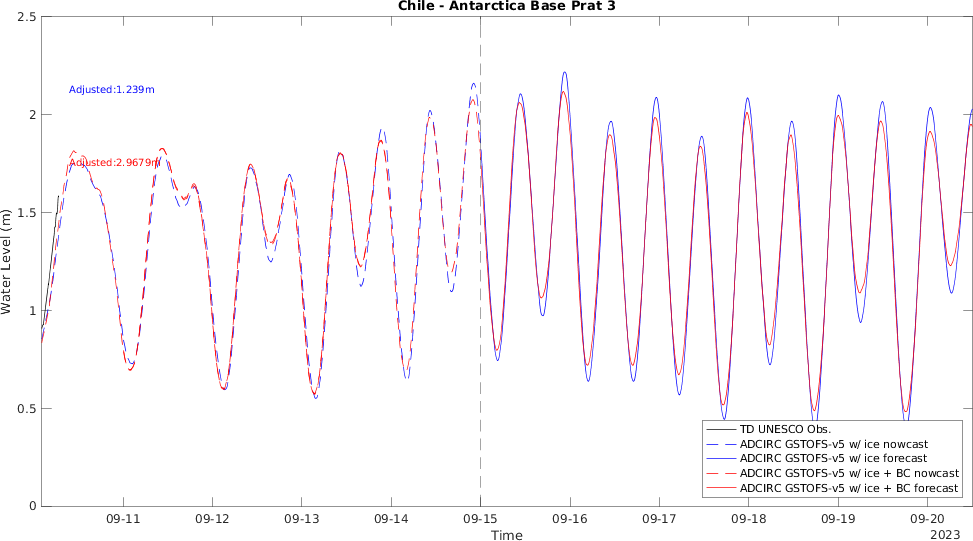 Chile - Antarctica Base Prat 3
2.5
2
1.5
1
0.5
0
Water Level (m)
Adjusted:1.239m
Adjusted:2.9679m
TD UNESCO Obs.
ADCIRC GSTOFS-v5 w/ ice nowcast
ADCIRC GSTOFS-v5 w/ ice forecast
ADCIRC GSTOFS-v5 w/ ice + BC nowcast
ADCIRC GSTOFS-v5 w/ ice + BC forecast
09-11 09-12 09-13 09-14 09-15 09-16 09-17 09-18 09-19 09-20
Time
2023